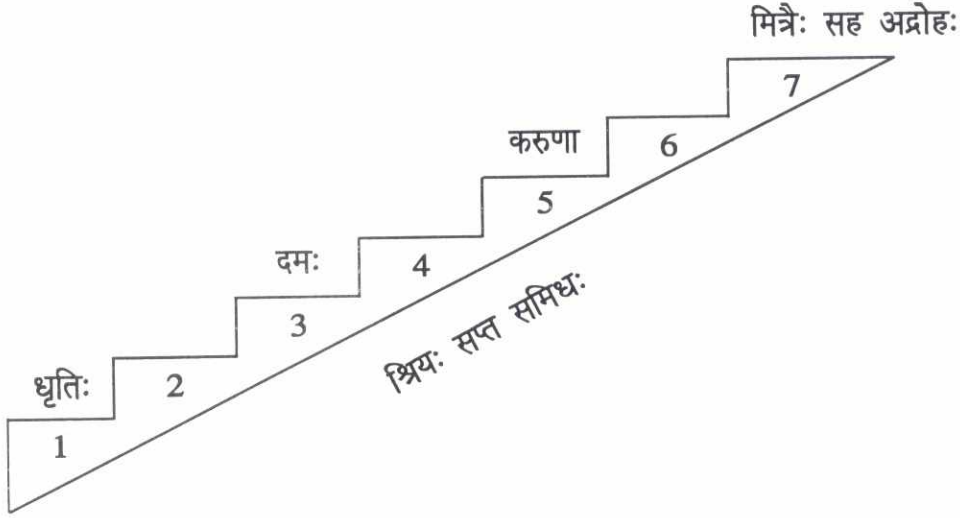 मित्रैः सह अद्रोहः
7
6
करुणा
5
4
दमः
3
श्रियः सप्त समिधः
2
धृतिः
1